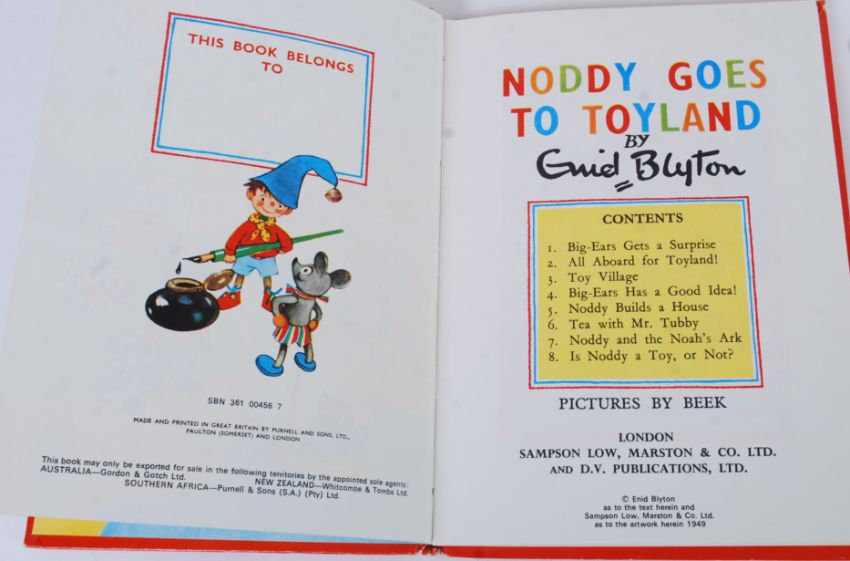 THIS BOOK BELONGS
TO
SBN 361 00456 7
MADE AND PRINTED IN GREAT BRITAIN BY PURNELL AND SONS, LTD.,
PAULTON (SOMERSET) AND LONDON
This book may only be exported for sale in the following territories by the appointed sole agents:
AUSTRALIA—Gordon & Gotch Ltd. NEW ZEALAND—Whitcombe & Tombs Ltd.
SOUTHERN AFRICA—Purnell & Sons (S.A.) (Pty) Ltd.
NODDY GOES
TO TOYLAND
BY
Enid Blyton
CONTENTS
1. Big-Ears Gets a Surprise
2. All Aboard for Toyland!
3. Toy Village
4. Big-Ears Has a Good Idea!
5. Noddy Builds a House
6. Tea with Mr. Tubby
7. Noddy and the Noah's Ark
8. Is Noddy a Toy, or Not?
PICTURES BY BEEK
LONDON
SAMPSON LOW, MARSTON & CO. LTD.
AND D.V. PUBLICATIONS, LTD.
© Enid Blyton
as to the text herein and
Sampson Low, Marston & Co. Ltd.
as to the artwork herein 1949